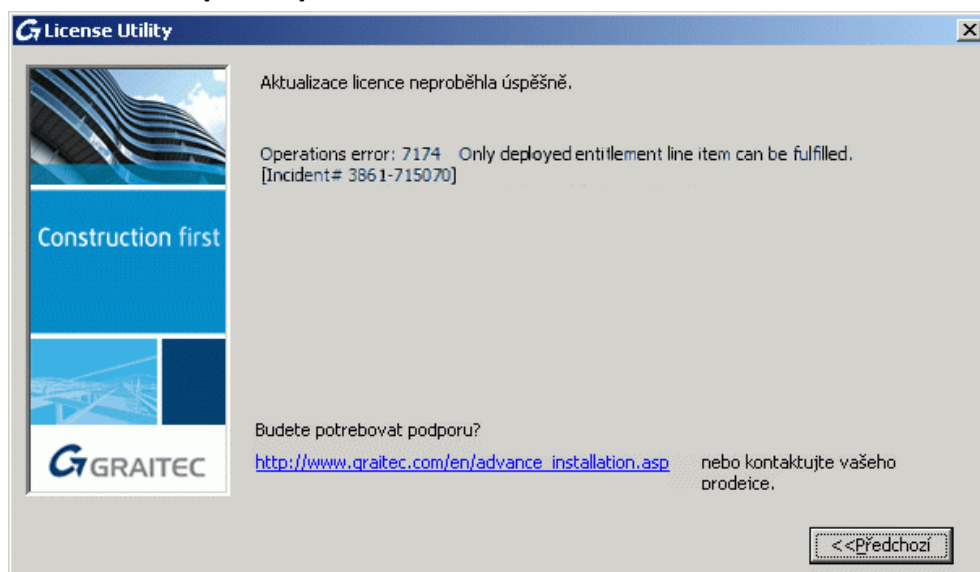 License Utility
Aktualizace licence neproběhla úspěšně.
Operations error: 7174 Only deployed entitlement line item can be fulfilled.
[Incident# 3861-715070]
Construction first
GRAITEC
Budete potrebovat podporu?
http://www.graitec.com/en/advance_installation.asp nebo kontaktujte vašeho
prodejce.
<<Předchozí